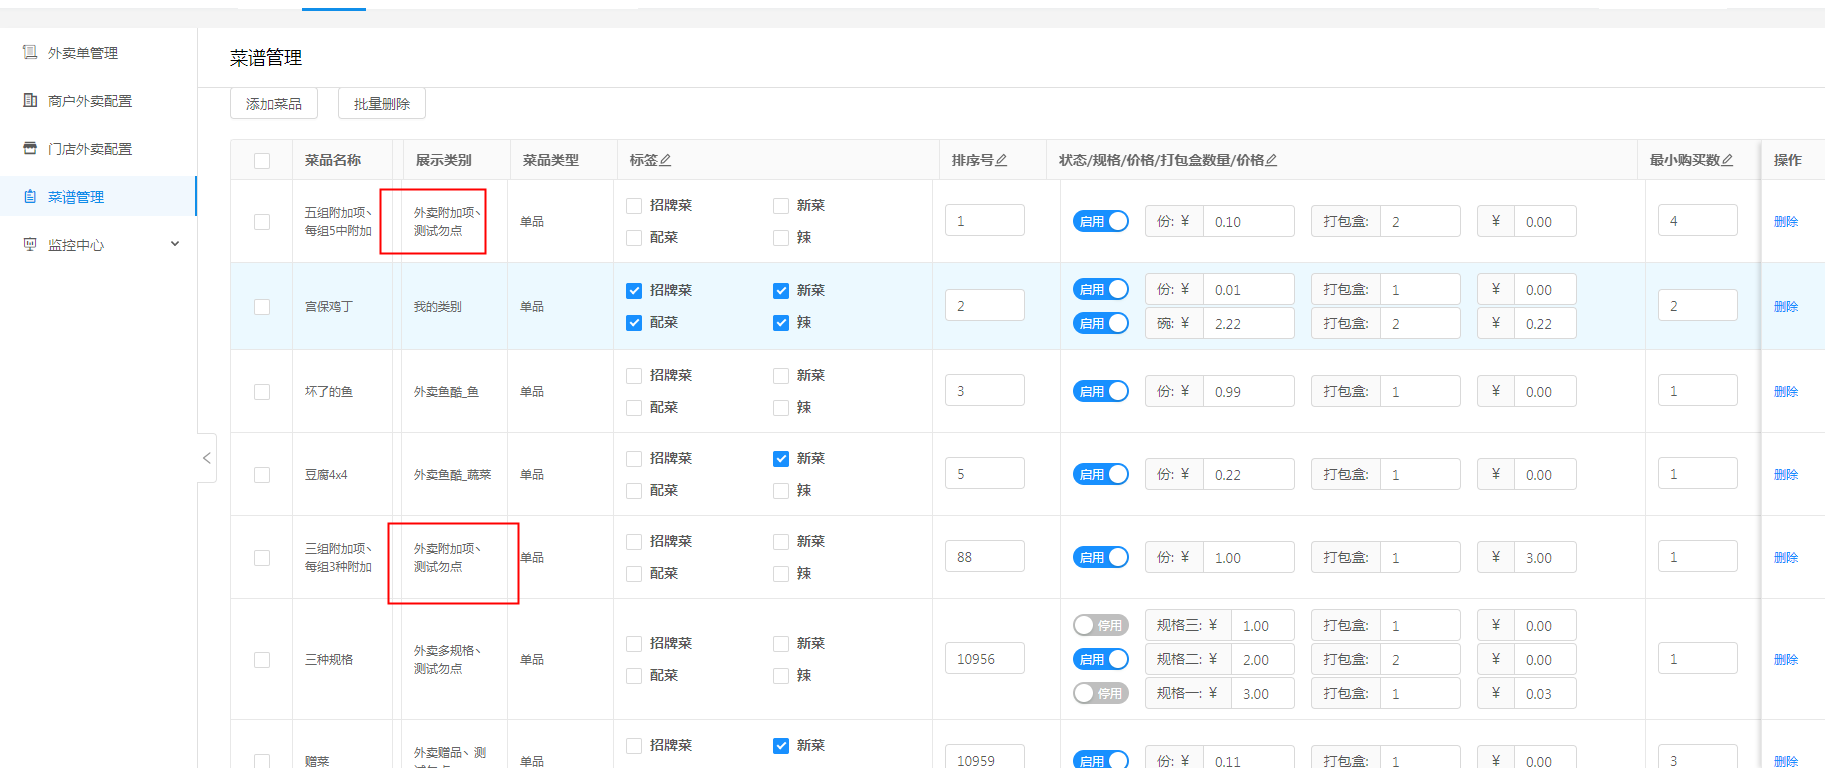 外卖单管理
商户外卖配置
门店外卖配置
菜谱管理
监控中心
菜谱管理
添加菜品
批量删除
菜品名称 展示类别 菜品类型 标签 排序号 状态/规格/价格/打包盒数量/价格 最小购买数 操作
五组附加项、
每组5中附加
外卖附加项、
测试勿点
单品
招牌菜 新菜
配菜 辣
1
启用 份: ¥ 0.10 打包盒: 2 ¥ 0.00
4
删除
宫保鸡丁
我的类别
单品
招牌菜 新菜
配菜 辣
2
启用 份: ¥ 0.01 打包盒: 1 ¥ 0.00
启用 碗: ¥ 2.22 打包盒: 2 ¥ 0.22
2
删除
坏了的鱼
外卖鱼酷_鱼
单品
招牌菜 新菜
配菜 辣
3
启用 份: ¥ 0.99 打包盒: 1 ¥ 0.00
1
删除
豆腐4x4
外卖鱼酷_蔬菜
单品
招牌菜 新菜
配菜 辣
5
启用 份: ¥ 0.22 打包盒: 1 ¥ 0.00
1
删除
三组附加项、
每组3种附加
外卖附加项、
测试勿点
单品
招牌菜 新菜
配菜 辣
88
启用 份: ¥ 1.00 打包盒: 1 ¥ 3.00
1
删除
三种规格
外卖多规格、
测试勿点
单品
招牌菜 新菜
配菜 辣
10956
停用 规格三: ¥ 1.00 打包盒: 1 ¥ 0.00
启用 规格二: ¥ 2.00 打包盒: 2 ¥ 0.00
停用 规格一: ¥ 3.00 打包盒: 1 ¥ 0.03
1
删除
赠菜
外卖赠品、测
单品
招牌菜 新菜
10959
启用 份: ¥ 0.11 打包盒: 1 ¥ 0.00
3
删除